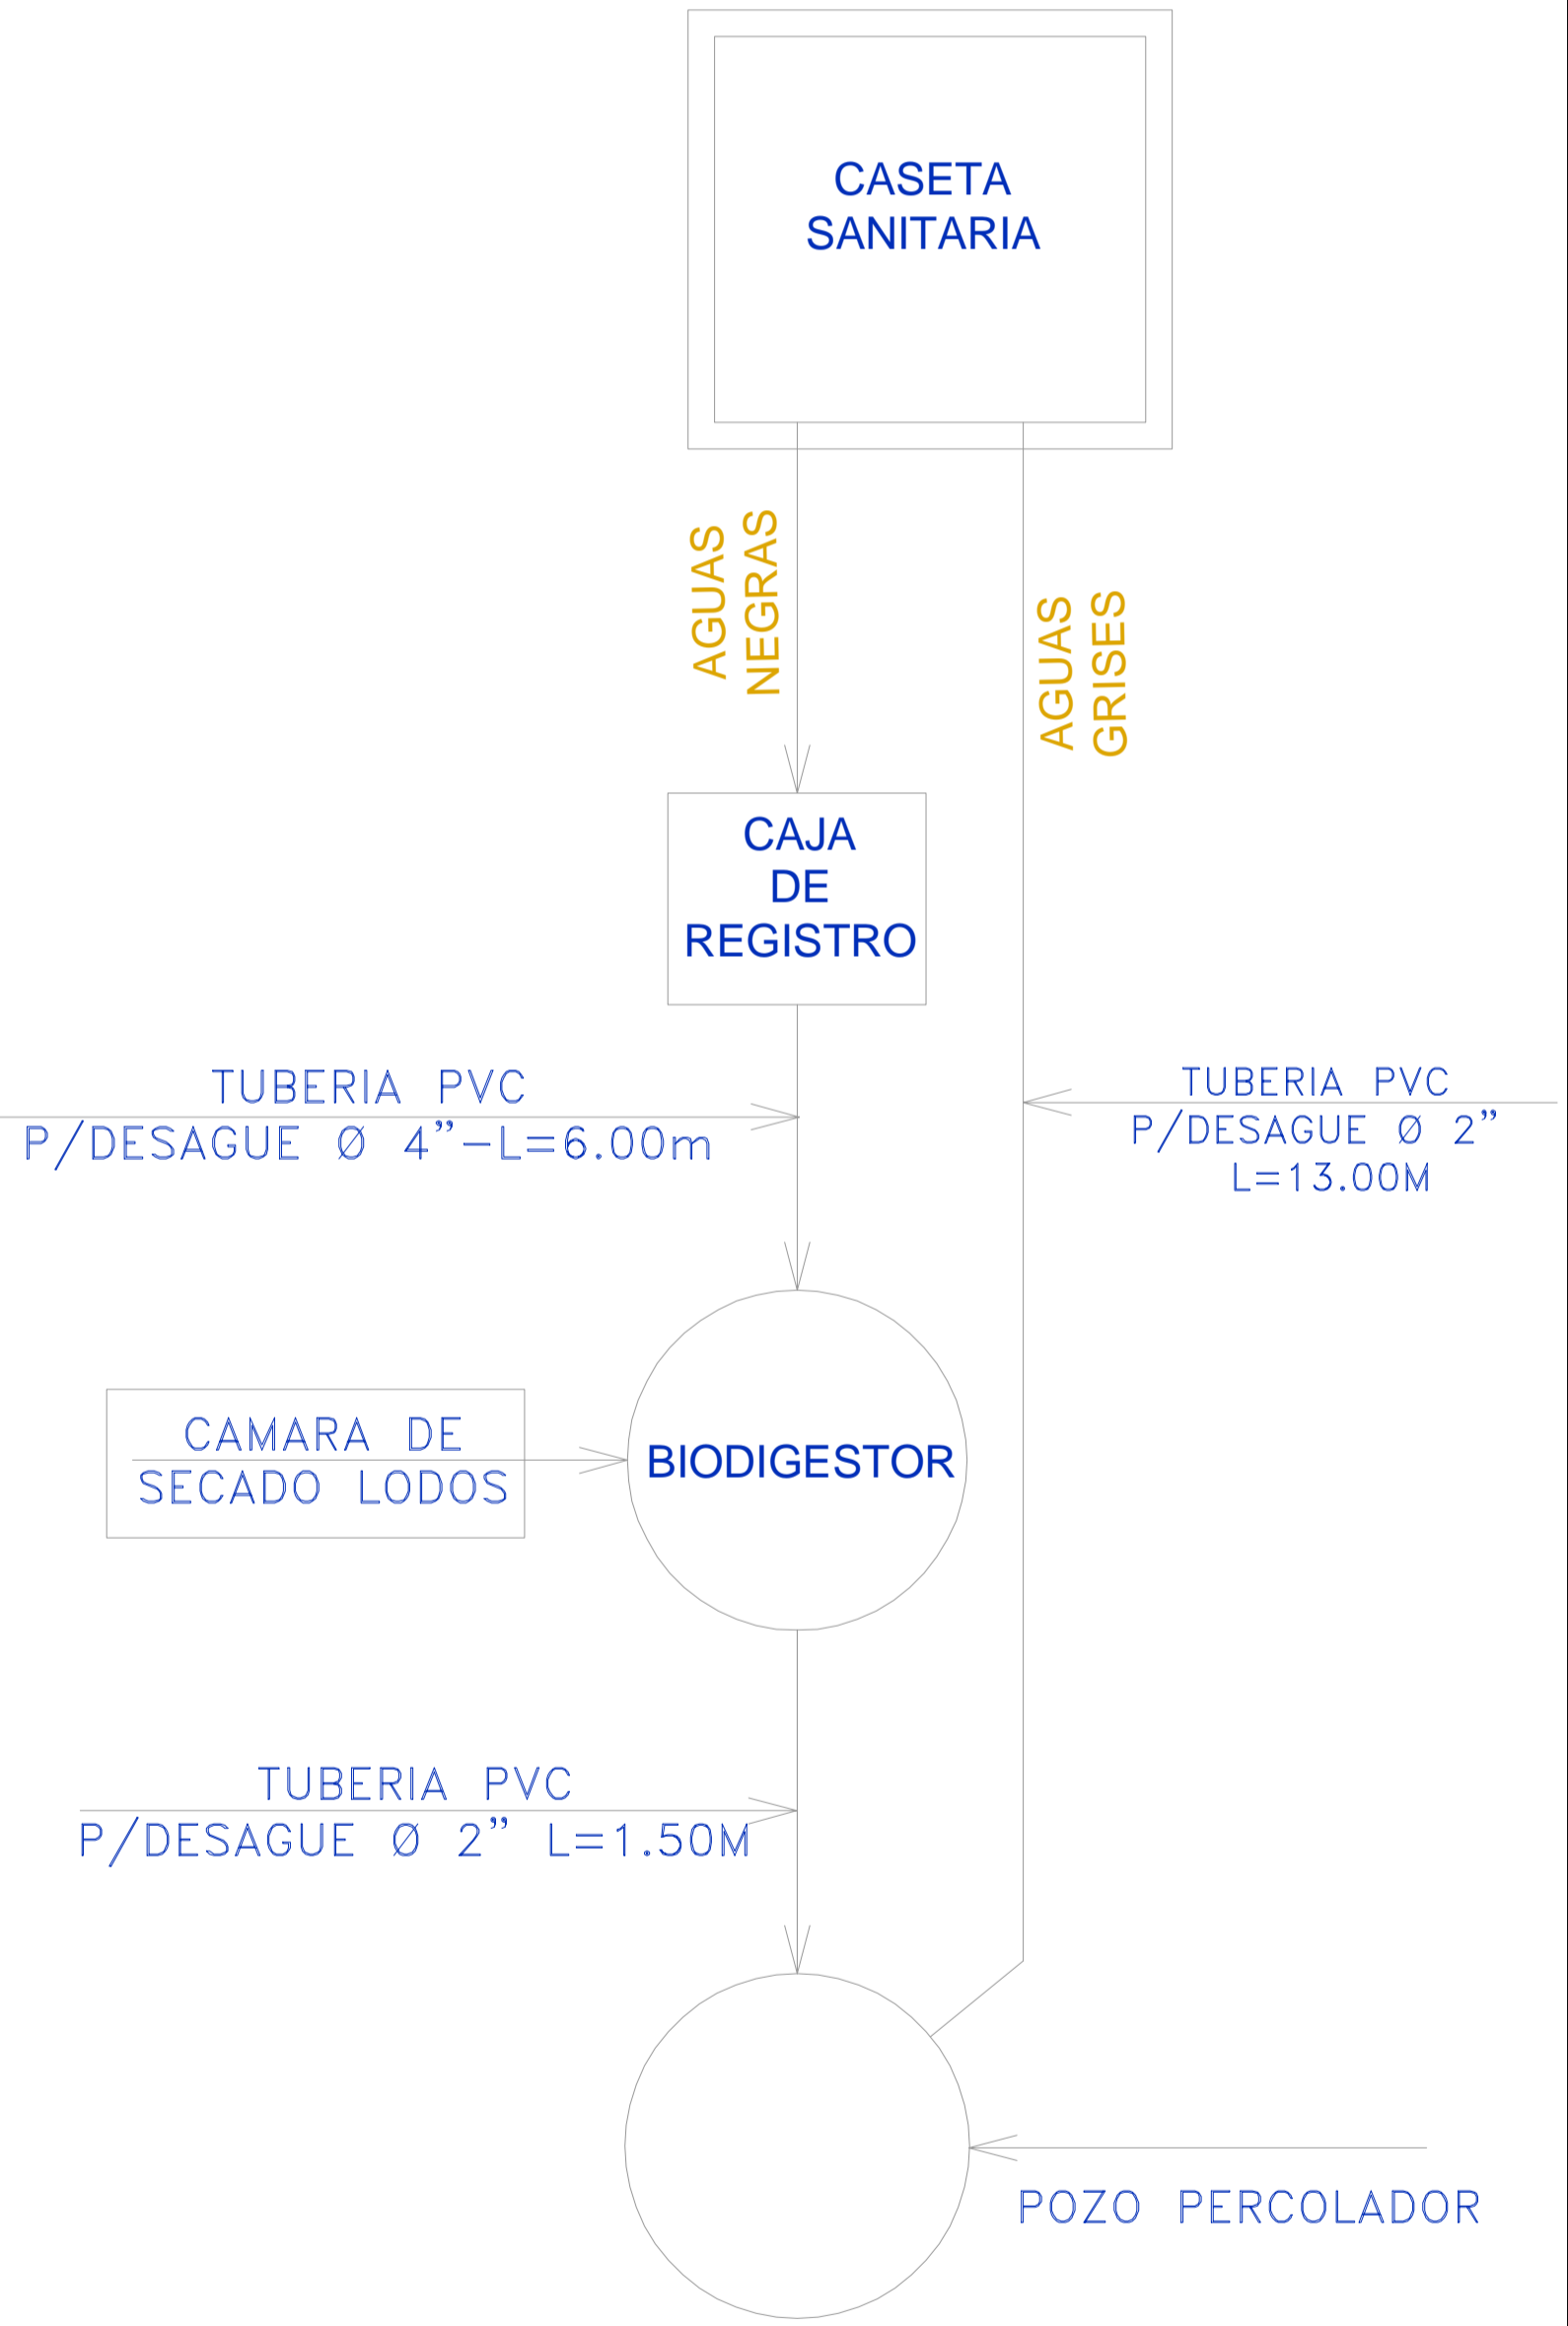 CASETA
SANITARIA
AGUAS
NEGRAS
AGUAS
GRISES
CAJA
DE
REGISTRO
TUBERIA PVC
P/DESAGUE Ø 4"-L=6.00m
TUBERIA PVC
P/DESAGUE Ø 2"
L=13.00M
CAMARA DE
SECADO LODOS
BIODIGESTOR
TUBERIA PVC
P/DESAGUE Ø 2" L=1.50M
POZO PERCOLADOR